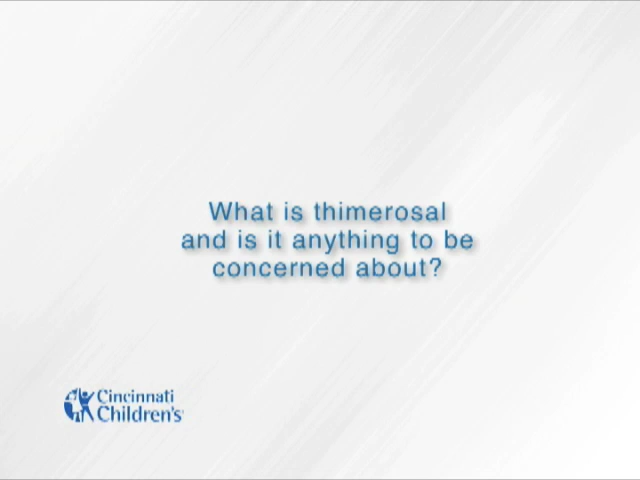 What is thimerosal
and is it anything to be
concerned about?
Cincinnati
Children's